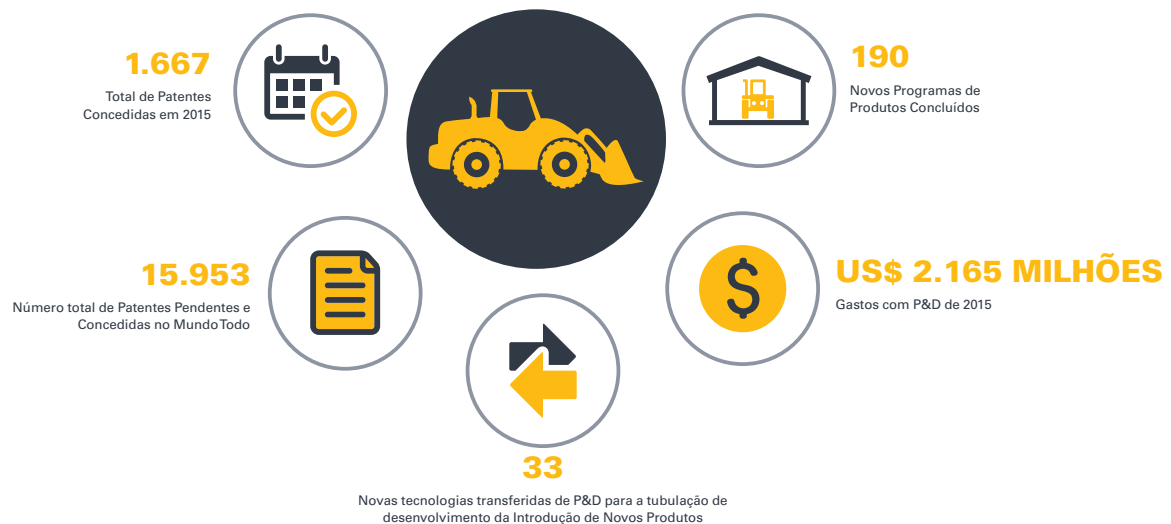 1.667
Total de Patentes
Concedidas em 2015
190
Novos Programas de
Produtos Concluídos
15.953
Número total de Patentes Pendentes e
Concedidas no Mundo Todo
US$ 2.165 MILHÕES
Gastos com P&D de 2015
$
33
Novas tecnologias transferidas de P&D para a tubulação de
desenvolvimento da Introdução de Novos Produtos